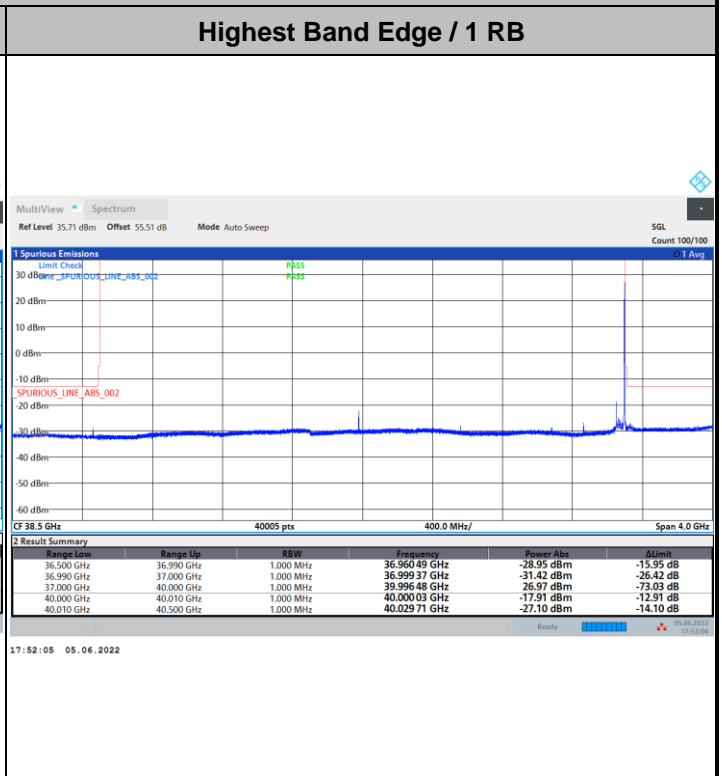 Highest Band Edge / 1 RB
MultiView Spectrum
Ref Level 35.71 dBm Offset 55.51 dB Mode Auto Sweep SGL
Count 100/100
1 Spurious Emissions 1 Avg
Limit Check PASS
30 dBm Line _SPURIOUS_LINE_ABS_002 PASS
20 dBm
10 dBm
0 dBm
-10 dBm
_SPURIOUS_LINE_ABS_002
-20 dBm
-30 dBm
-40 dBm
-50 dBm
-60 dBm
CF 38.5 GHz 40005 pts 400.0 MHz/ Span 4.0 GHz
2 Result Summary
Range Low Range Up RBW Frequency Power Abs ΔLimit
36.500 GHz 36.990 GHz 1.000 MHz 36.960 49 GHz -28.95 dBm -15.95 dB
36.990 GHz 37.000 GHz 1.000 MHz 36.999 37 GHz -31.42 dBm -26.42 dB
37.000 GHz 40.000 GHz 1.000 MHz 39.996 48 GHz 26.97 dBm -73.03 dB
40.000 GHz 40.010 GHz 1.000 MHz 40.000 03 GHz -17.91 dBm -12.91 dB
40.010 GHz 40.500 GHz 1.000 MHz 40.029 71 GHz -27.10 dBm -14.10 dB
Ready 05.06.2022
17:52:04
17:52:05 05.06.2022